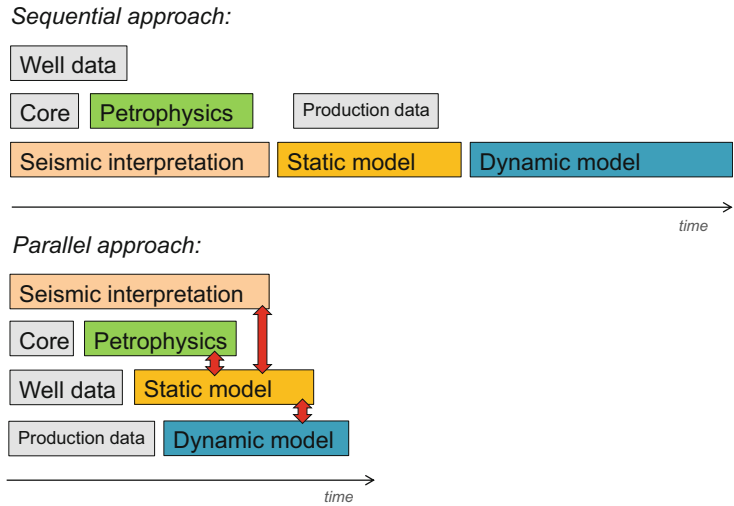 Sequential approach:
Well data
Core Petrophysics Production data
Seismic interpretation Static model Dynamic model
time
Parallel approach:
Seismic interpretation
Core Petrophysics
Well data Static model
Production data Dynamic model
time